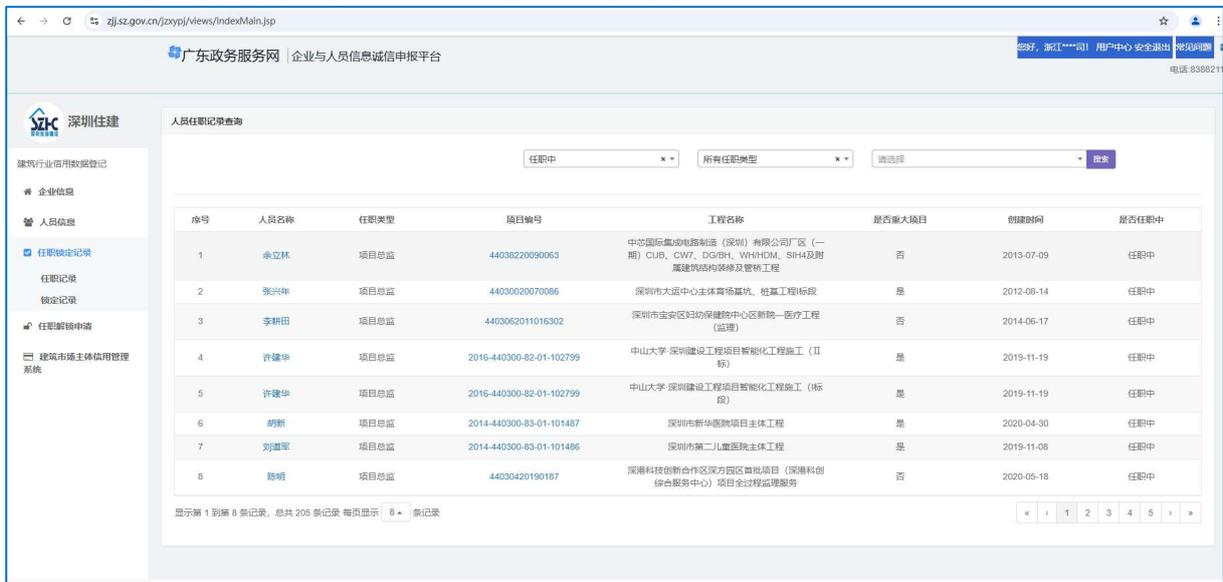 zjj.sz.gov.cn/jzxypj/views/indexMain.jsp
广东政务服务网 企业与人员信息诚信申报平台
您好，浙江****司! 用户中心 安全退出 常见问题
电话:8388211
深圳住建
建筑行业信用数据登记
企业信息
人员信息
任职锁定记录
任职记录
锁定记录
任职解锁申请
建筑市场主体信用管理
系统
人员任职记录查询
任职中 × 所有任职类型 × 请选择 搜索
序号 人员名称 任职类型 项目编号 工程名称 是否重大项目 创建时间 是否任职中
中芯国际集成电路制造（深圳）有限公司厂区（一
1 余立林 项目总监 44038220090063 期）CUB、CW7、DG/BH、WH/HDM、SIH4及附 否 2013-07-09 任职中
属建筑结构装修及管桥工程
2 张兴年 项目总监 44030020070086 深圳市大运中心主体育场基坑、桩基工程I标段 是 2012-08-14 任职中
深圳市宝安区妇幼保健院中心区新院—医疗工程
3 李耕田 项目总监 4403062011016302 否 2014-06-17 任职中
（监理）
中山大学·深圳建设工程项目智能化工程施工（II
4 许建华 项目总监 2016-440300-82-01-102799 是 2019-11-19 任职中
标）
中山大学·深圳建设工程项目智能化工程施工（I标
5 许建华 项目总监 2016-440300-82-01-102799 是 2019-11-19 任职中
段）
6 胡新 项目总监 2014-440300-83-01-101487 深圳市新华医院项目主体工程 是 2020-04-30 任职中
7 刘道军 项目总监 2014-440300-83-01-101486 深圳市第二儿童医院主体工程 是 2019-11-08 任职中
深港科技创新合作区深方园区首批项目（深港科创
8 陈明 项目总监 44030420190187 否 2020-05-18 任职中
综合服务中心）项目全过程监理服务
显示第 1 到第 8 条记录，总共 205 条记录 每页显示 8 条记录
« ‹ 1 2 3 4 5 › »